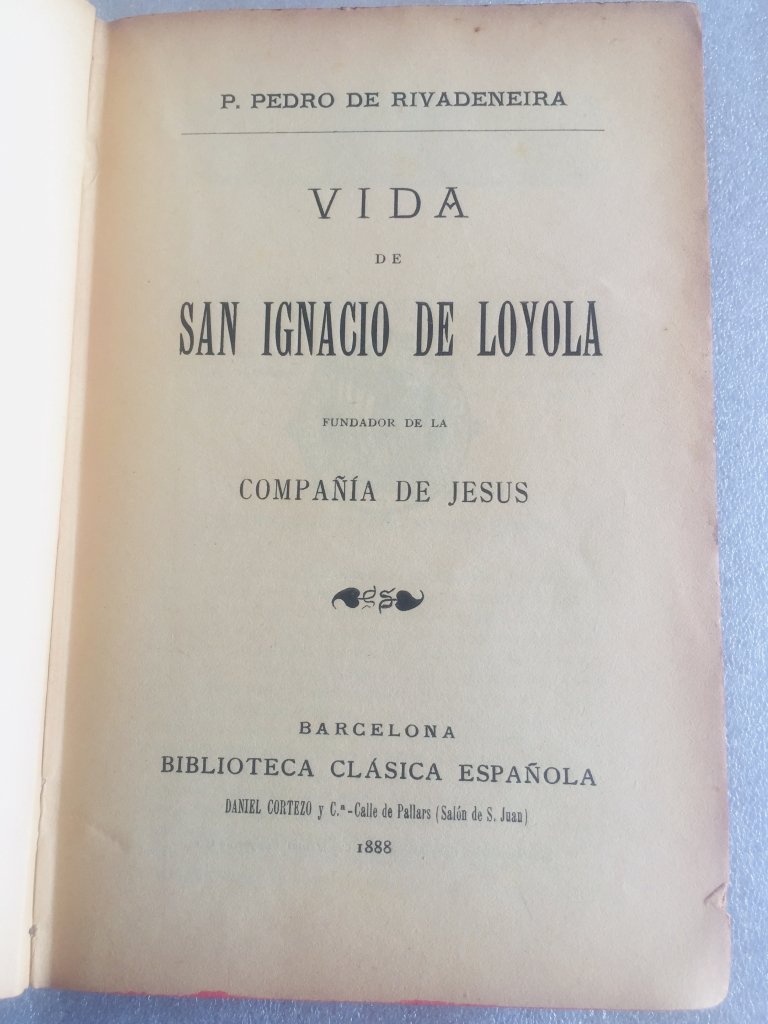 P. PEDRO DE RIVADENEIRA
VIDA
DE
SAN IGNACIO DE LOYOLA
FUNDADOR DE LA
COMPAÑÍA DE JESUS
BARCELONA
BIBLIOTECA CLÁSICA ESPAÑOLA
DANIEL CORTEZO y C.ª-Calle de Pallars (Salón de S. Juan)
1888